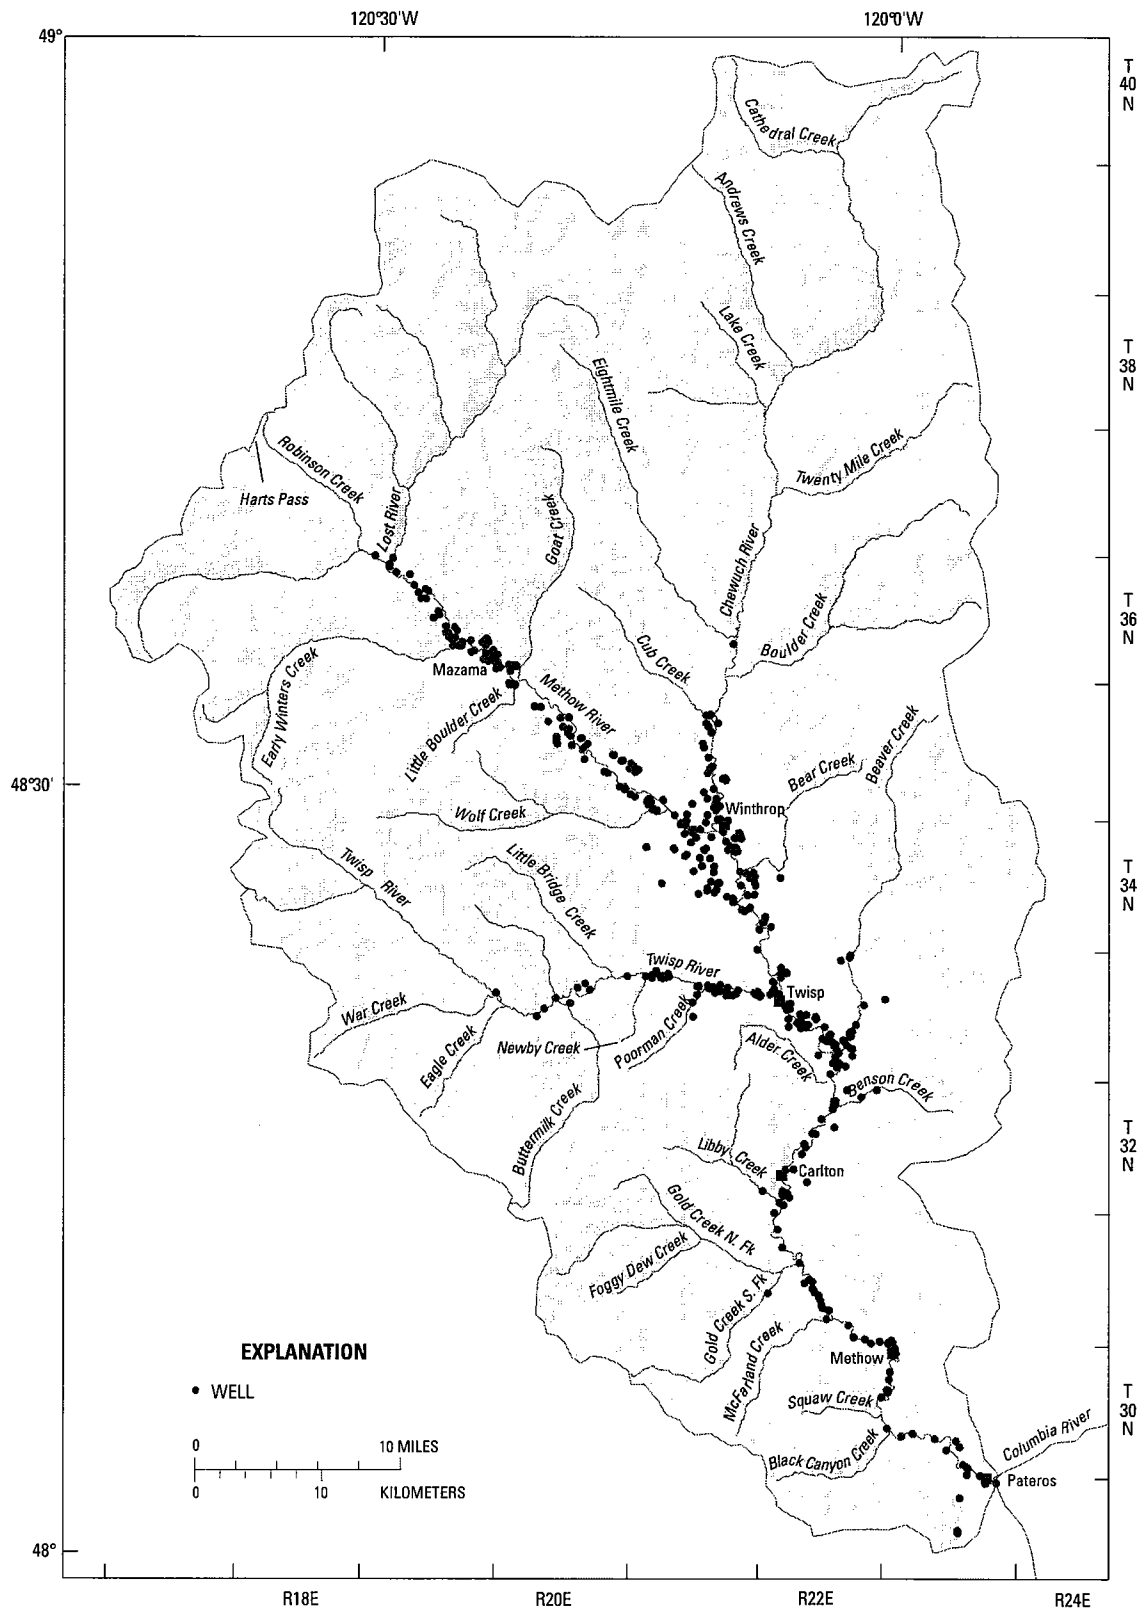 120°30'W
120°0'W
49°
T
40
N
Cathedral Creek
Andrews Creek
Lake Creek
T
38
N
Eightmile Creek
Robinson Creek
Twenty Mile Creek
Harts Pass
Lost River
Goat Creek
Chewuch River
T
36
N
Boulder Creek
Cub Creek
Early Winters Creek
Mazama
Methow River
Little Boulder Creek
Beaver Creek
Bear Creek
48°30'
Wolf Creek
Winthrop
Twisp River
Little Bridge Creek
T
34
N
Twisp River
Twisp
War Creek
Eagle Creek
Newby Creek
Poorman Creek
Alder Creek
Benson Creek
Buttermilk Creek
Libby Creek
T
32
N
Carlton
Gold Creek N. Fk
Foggy Dew Creek
Gold Creek S. Fk
McFarland Creek
EXPLANATION
Methow
WELL
Squaw Creek
T
30
N
Columbia River
Black Canyon Creek
0 10 MILES
0 10 KILOMETERS
Pateros
48°
R18E R20E R22E R24E